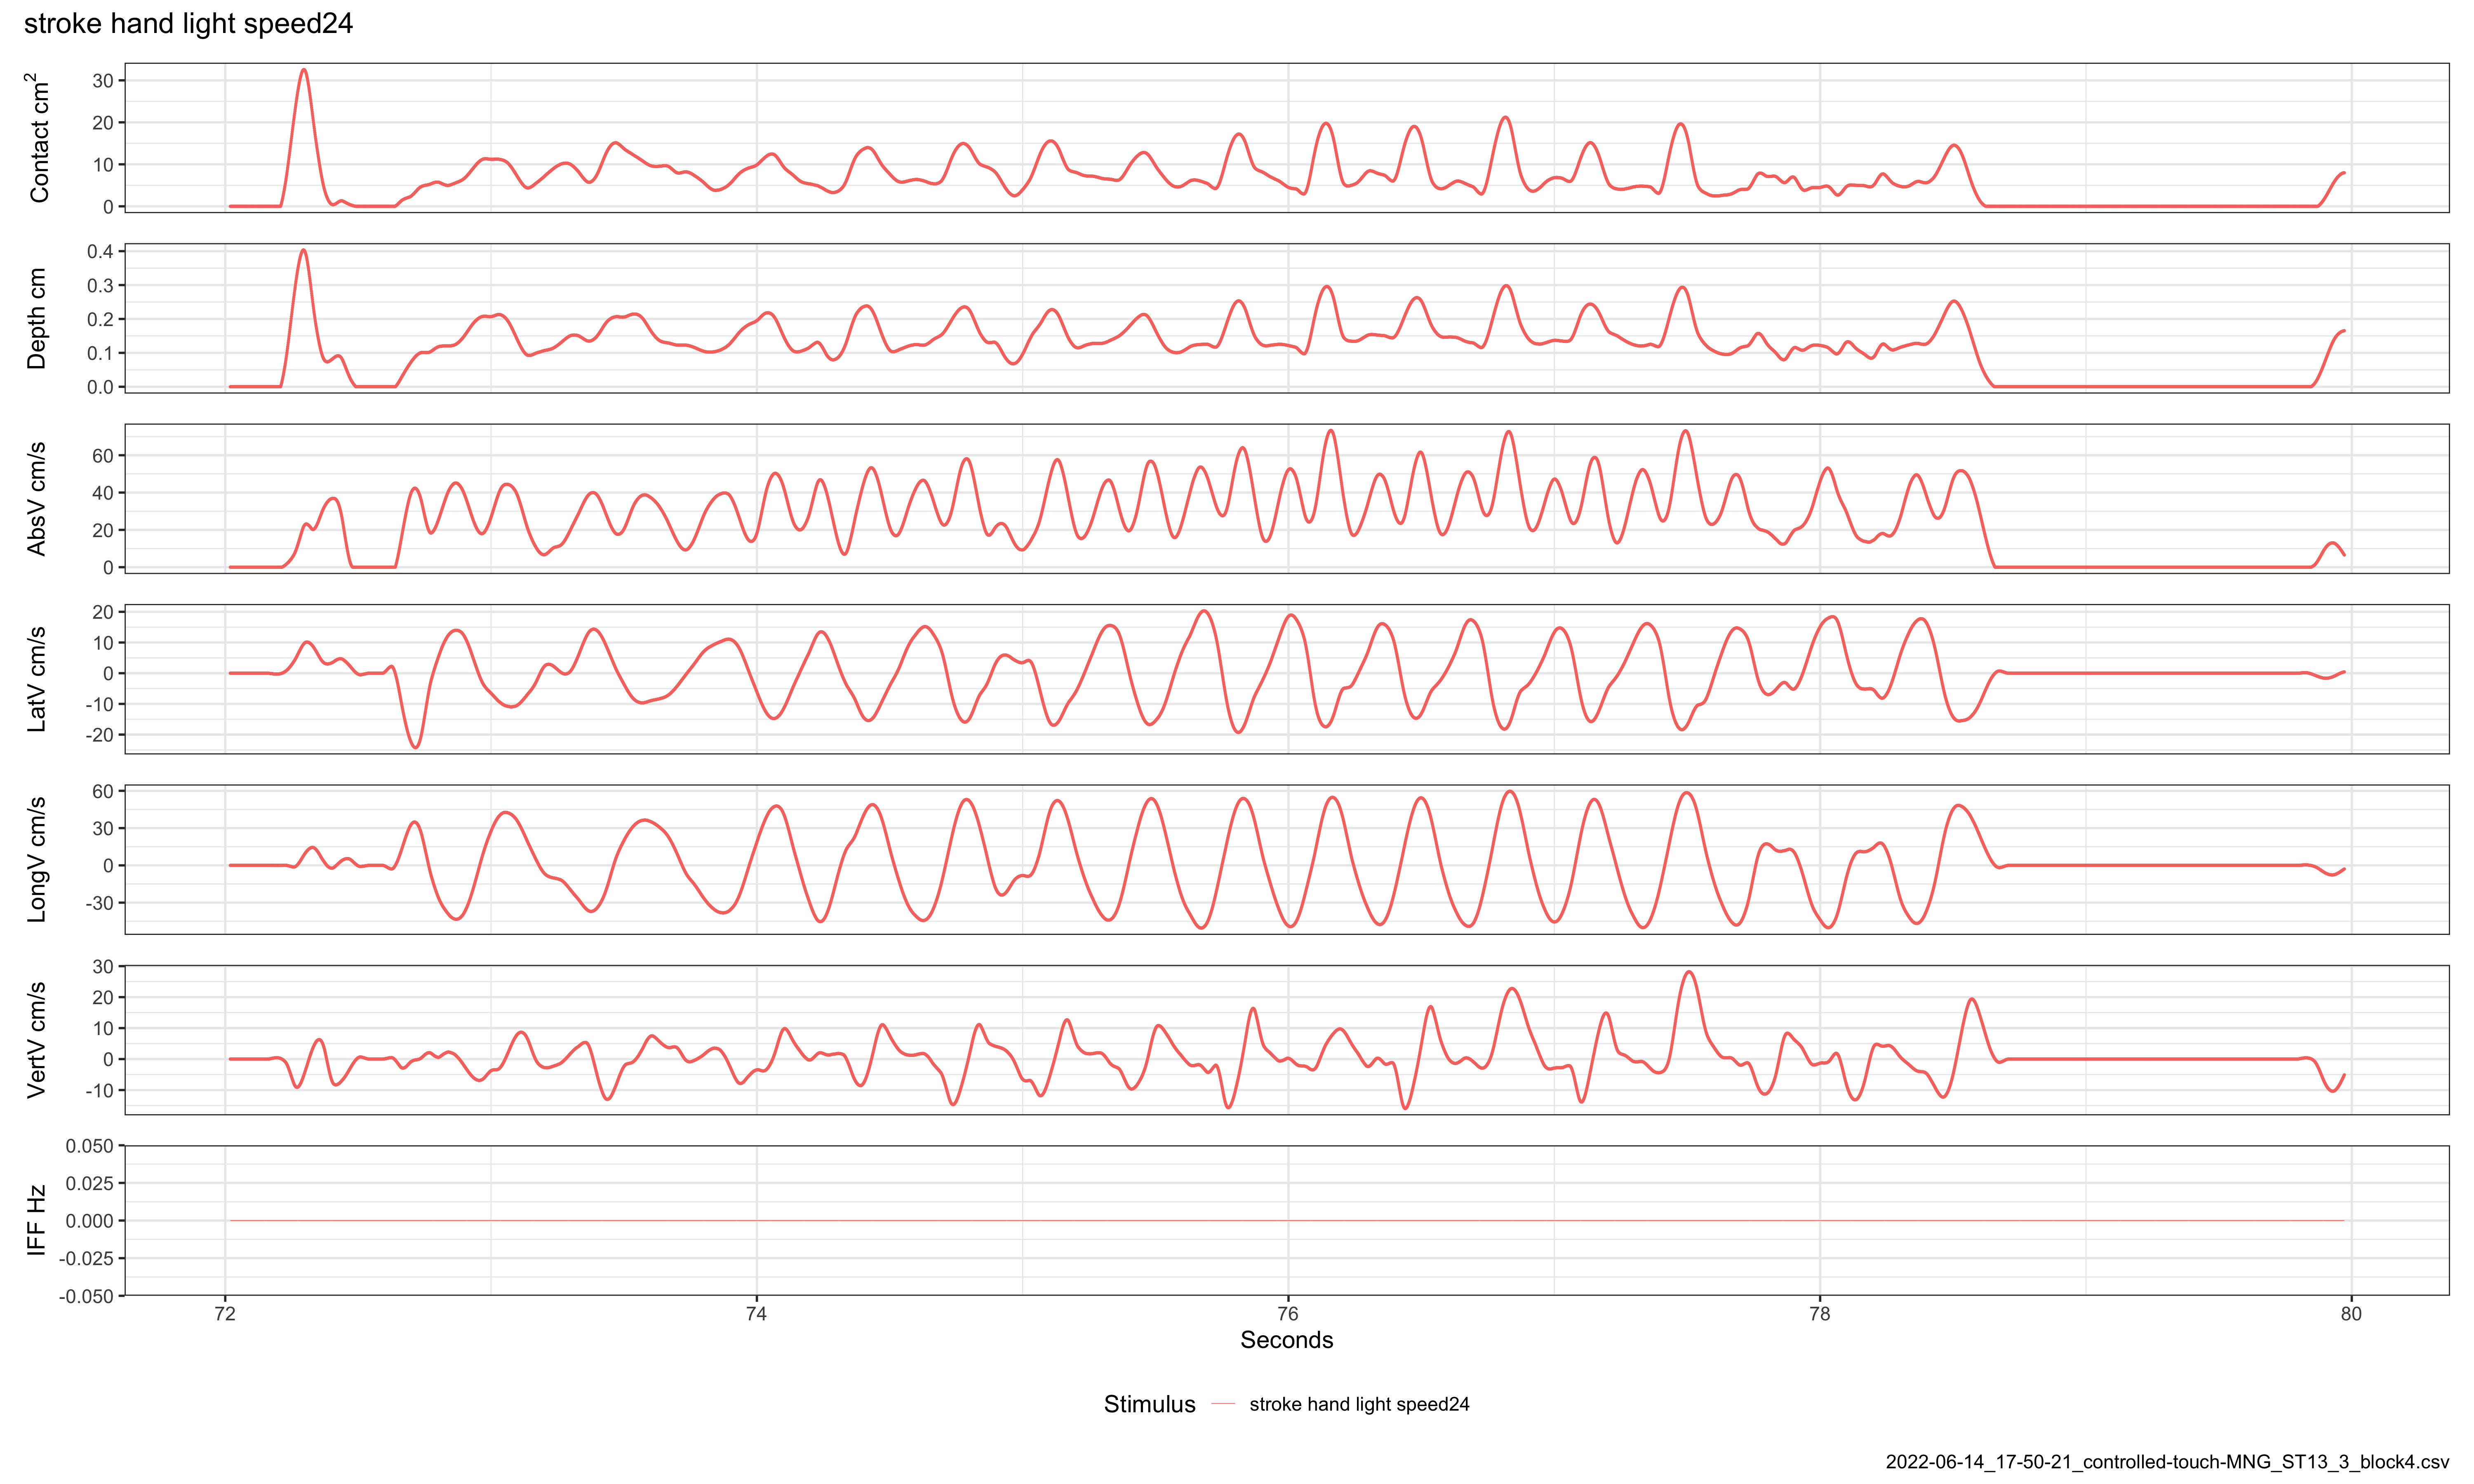 stroke hand light speed24
Contact cm²
30
20
10
0
Depth cm
0.4
0.3
0.2
0.1
0.0
AbsV cm/s
60
40
20
0
LatV cm/s
20
10
0
-10
-20
LongV cm/s
60
30
0
-30
VertV cm/s
30
20
10
0
-10
IFF Hz
0.050
0.025
0.000
-0.025
-0.050
72 74 76 78 80
Seconds
Stimulus stroke hand light speed24
2022-06-14_17-50-21_controlled-touch-MNG_ST13_3_block4.csv